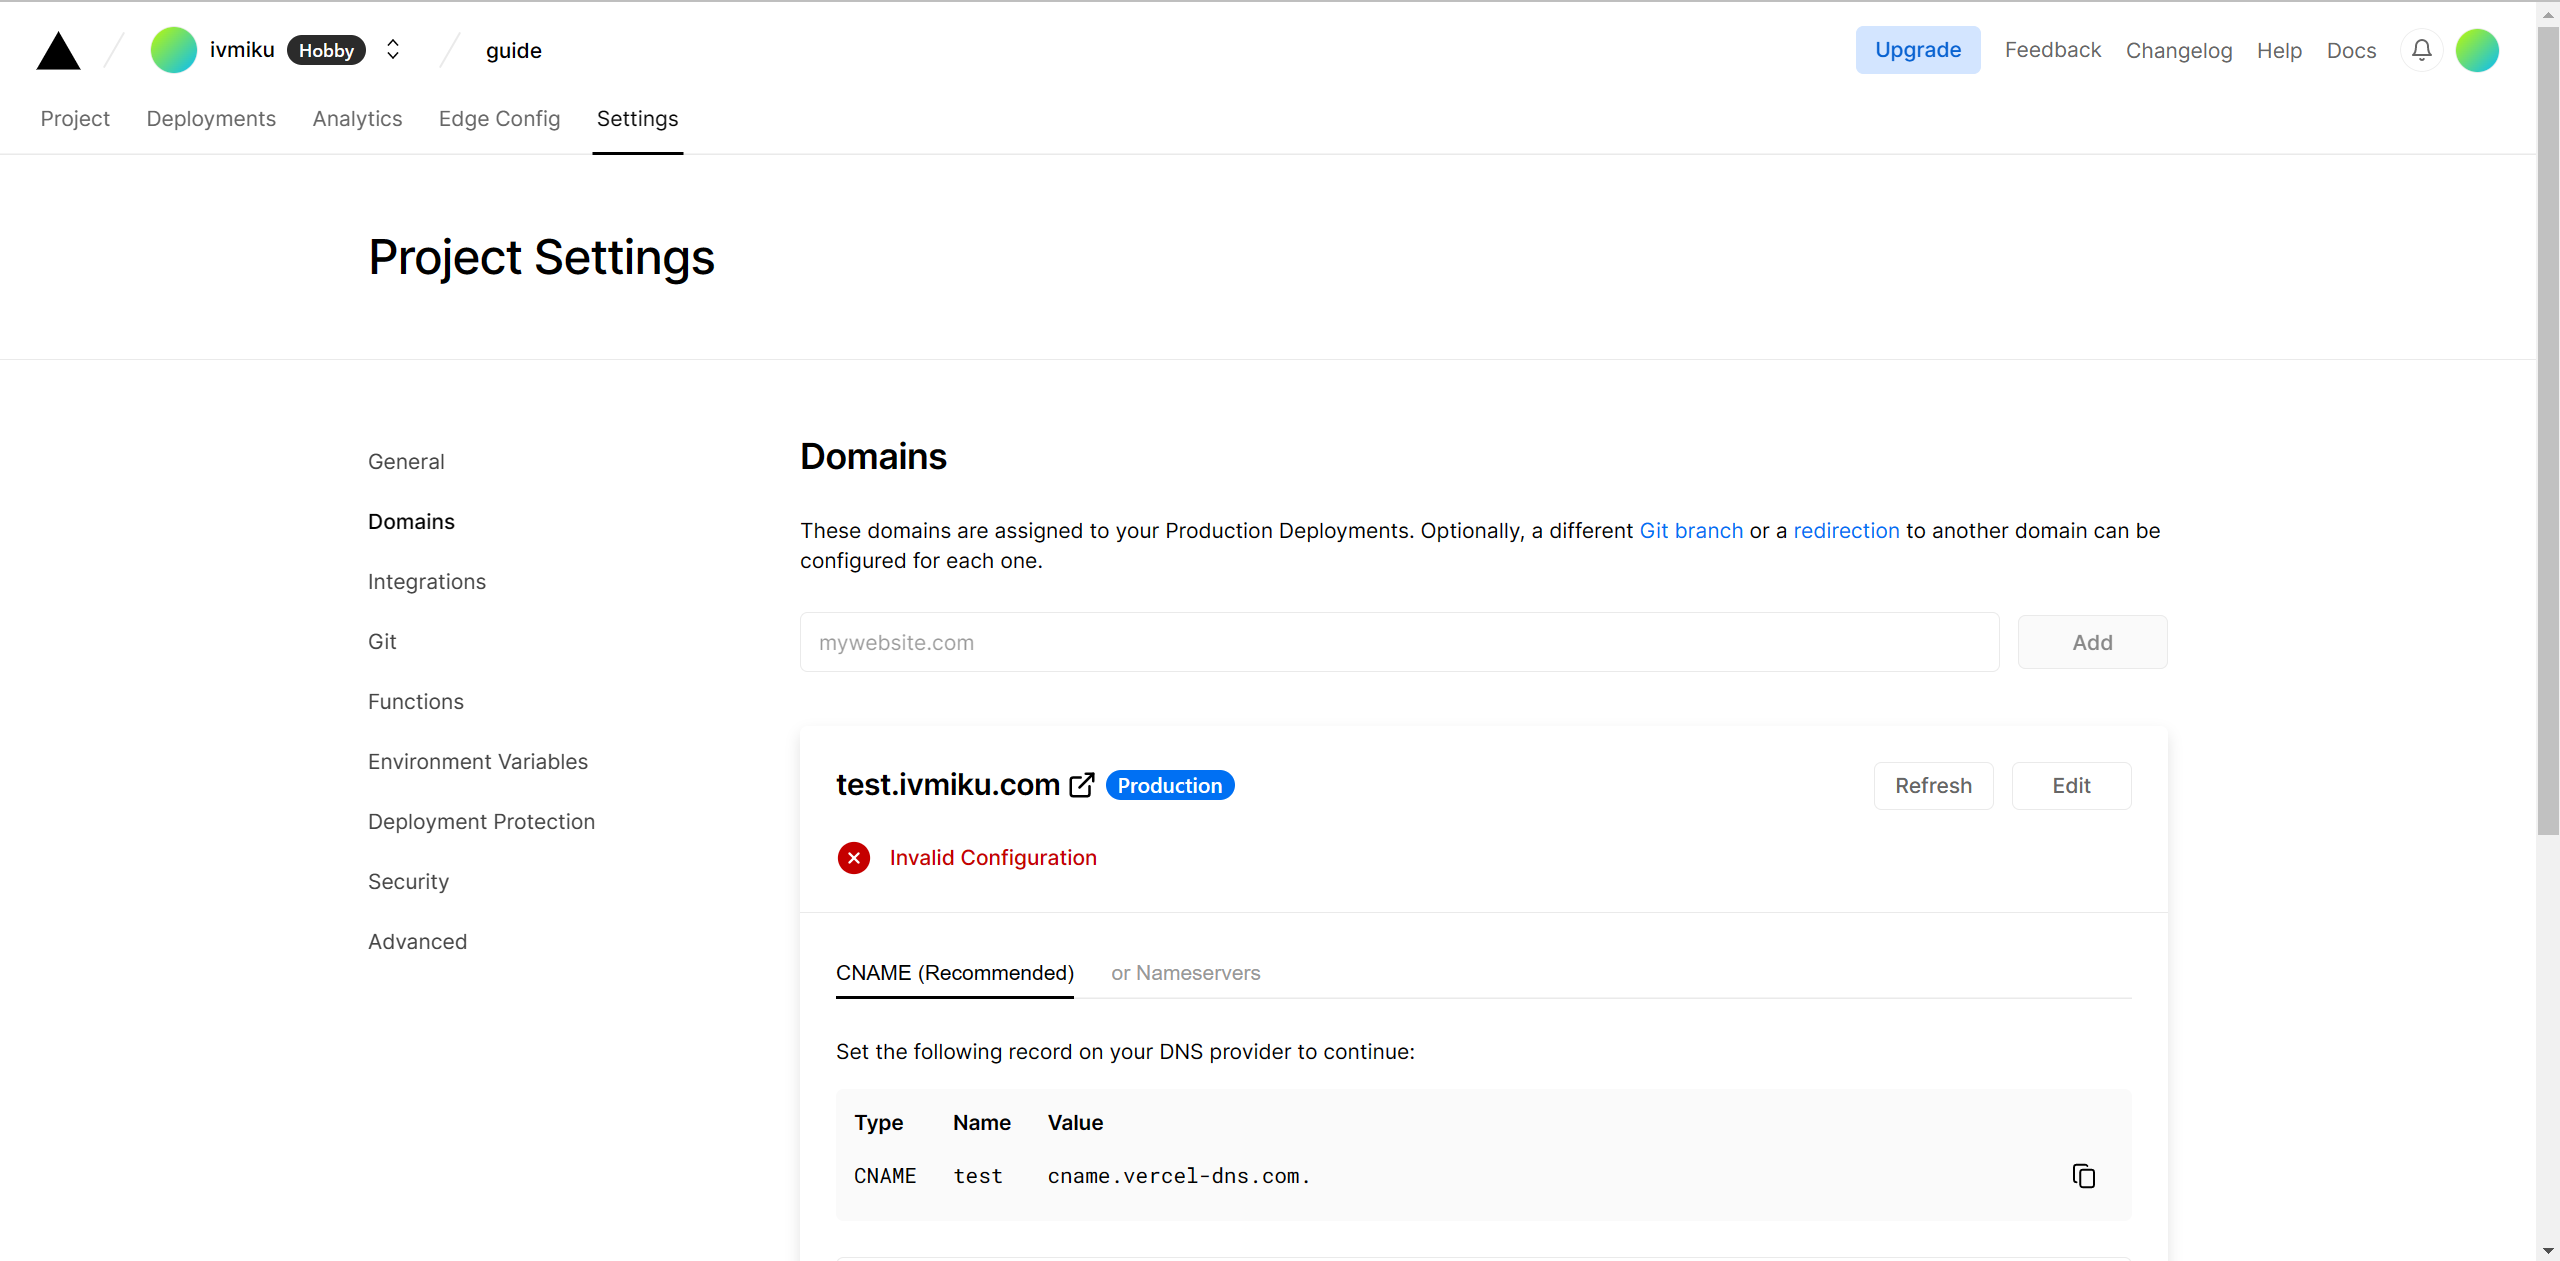 ivmiku Hobby guide Upgrade Feedback Changelog Help Docs
Project Deployments Analytics Edge Config Settings
Project Settings
General
Domains
Integrations
Git
Functions
Environment Variables
Deployment Protection
Security
Advanced
Domains
These domains are assigned to your Production Deployments. Optionally, a different Git branch or a redirection to another domain can be
configured for each one.
mywebsite.com Add
test.ivmiku.com Production Refresh Edit
Invalid Configuration
CNAME (Recommended) or Nameservers
Set the following record on your DNS provider to continue:
Type Name Value
CNAME test cname.vercel-dns.com.